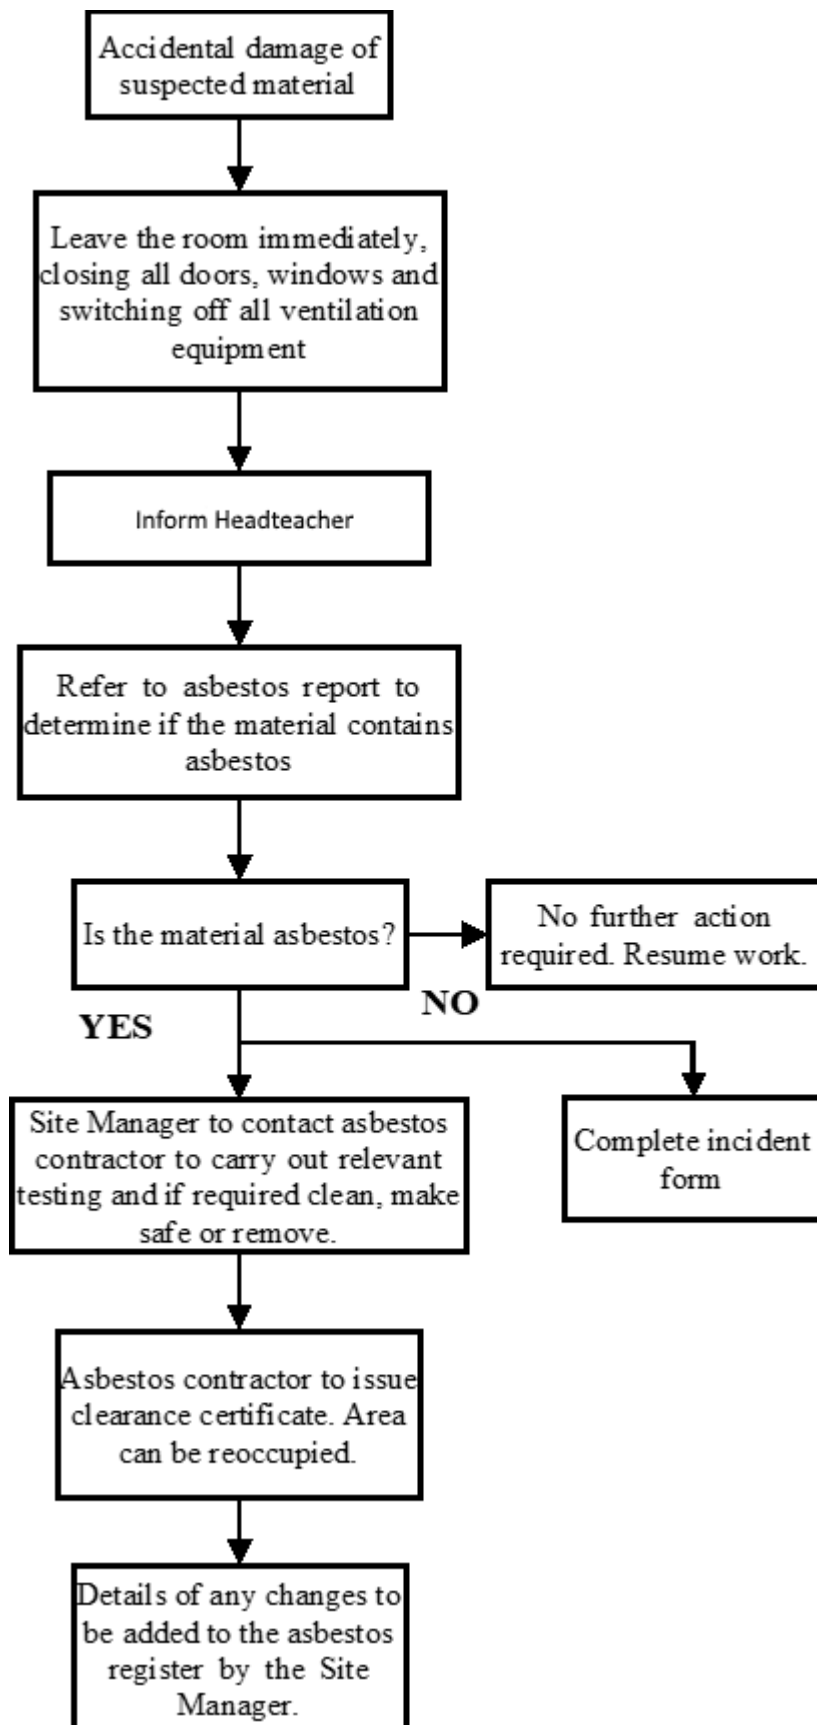 Accidental damage of
suspected material
Leave the room immediately,
closing all doors, windows and
switching off all ventilation
equipment
Inform Headteacher
Refer to asbestos report to
determine if the material contains
asbestos
Is the material asbestos?
No further action
required. Resume work.
NO
YES
Site Manager to contact asbestos
contractor to carry out relevant
testing and if required clean, make
safe or remove.
Complete incident
form
Asbestos contractor to issue
clearance certificate. Area
can be reoccupied.
Details of any changes to
be added to the asbestos
register by the Site
Manager.